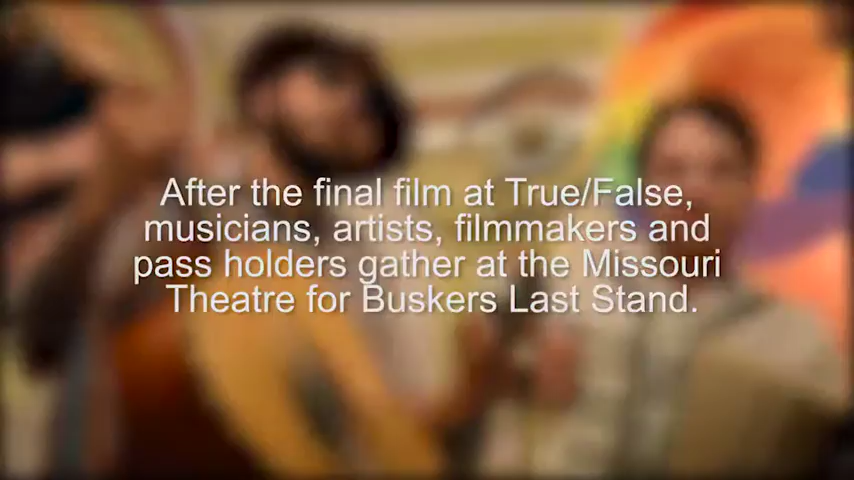 After the final film at True/False,
musicians, artists, filmmakers and
pass holders gather at the Missouri
Theatre for Buskers Last Stand.